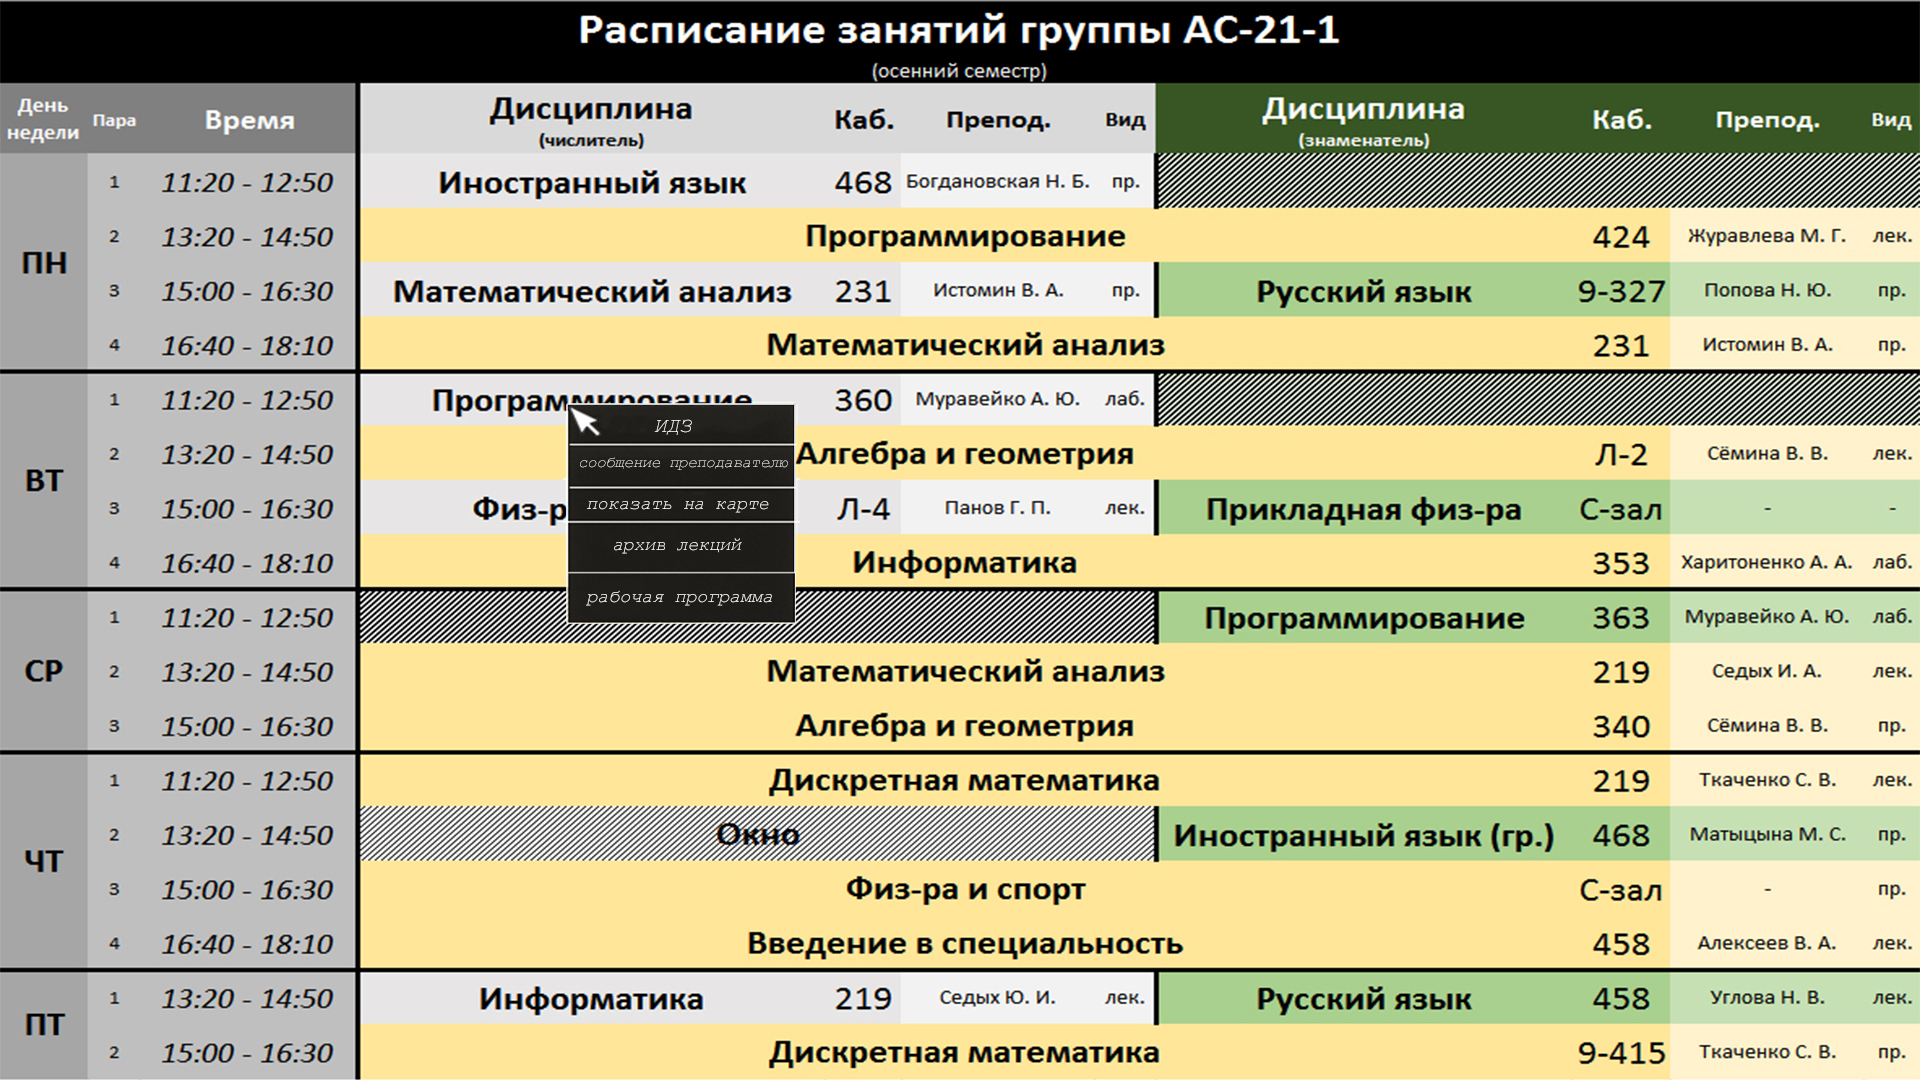 Расписание занятий группы АС-21-1
(осенний семестр)
День недели Пара Время Дисциплина (числитель) Каб. Препод. Вид Дисциплина (знаменатель) Каб. Препод. Вид
ПН
1 11:20 - 12:50 Иностранный язык 468 Богдановская Н. Б. пр.
2 13:20 - 14:50 Программирование 424 Журавлева М. Г. лек.
3 15:00 - 16:30 Математический анализ 231 Истомин В. А. пр. Русский язык 9-327 Попова Н. Ю. пр.
4 16:40 - 18:10 Математический анализ 231 Истомин В. А. пр.
ВТ
1 11:20 - 12:50 Программирование 360 Муравейко А. Ю. лаб.
2 13:20 - 14:50 Алгебра и геометрия Л-2 Сёмина В. В. лек.
3 15:00 - 16:30 Физ-р Л-4 Панов Г. П. лек. Прикладная физ-ра С-зал - -
4 16:40 - 18:10 Информатика 353 Харитоненко А. А. лаб.
ИДЗ
сообщение преподавателю
показать на карте
архив лекций
рабочая программа
СР
1 11:20 - 12:50 Программирование 363 Муравейко А. Ю. лаб.
2 13:20 - 14:50 Математический анализ 219 Седых И. А. лек.
3 15:00 - 16:30 Алгебра и геометрия 340 Сёмина В. В. пр.
ЧТ
1 11:20 - 12:50 Дискретная математика 219 Ткаченко С. В. лек.
2 13:20 - 14:50 Окно Иностранный язык (гр.) 468 Матыцына М. С. пр.
3 15:00 - 16:30 Физ-ра и спорт С-зал - пр.
4 16:40 - 18:10 Введение в специальность 458 Алексеев В. А. лек.
ПТ
1 13:20 - 14:50 Информатика 219 Седых Ю. И. лек. Русский язык 458 Углова Н. В. лек.
2 15:00 - 16:30 Дискретная математика 9-415 Ткаченко С. В. пр.